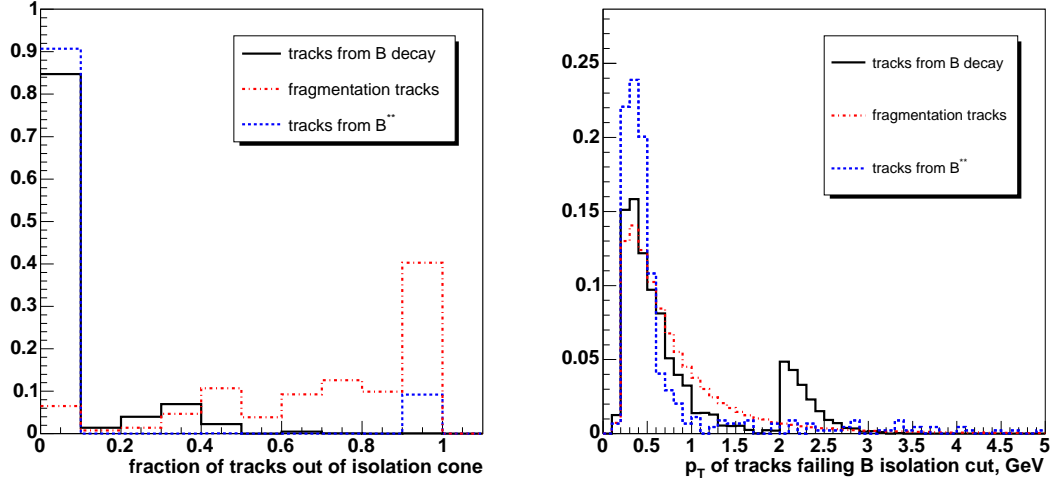 1
0.9
0.8
0.7
0.6
0.5
0.4
0.3
0.2
0.1
0
0 0.2 0.4 0.6 0.8 1
fraction of tracks out of isolation cone
tracks from B decay
fragmentation tracks
tracks from B**
0.25
0.2
0.15
0.1
0.05
0
0 0.5 1 1.5 2 2.5 3 3.5 4 4.5 5
p_T of tracks failing B isolation cut, GeV
tracks from B decay
fragmentation tracks
tracks from B**